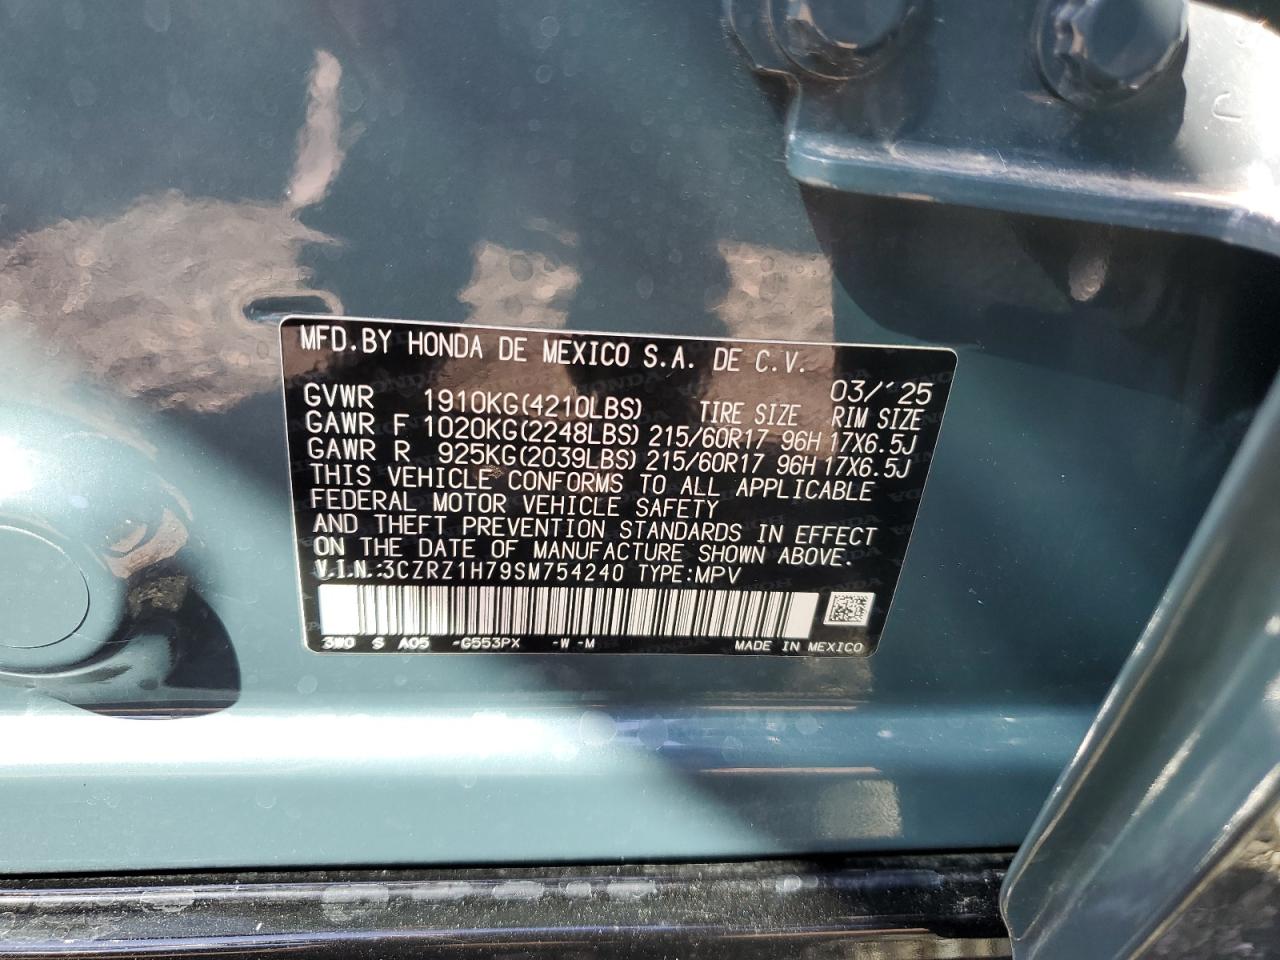 MFD.BY HONDA DE MEXICO S.A. DE C.V.
03/'25
GVWR 1910KG(4210LBS) TIRE SIZE RIM SIZE
GAWR F 1020KG(2248LBS) 215/60R17 96H 17X6.5J
GAWR R 925KG(2039LBS) 215/60R17 96H 17X6.5J
THIS VEHICLE CONFORMS TO ALL APPLICABLE
FEDERAL MOTOR VEHICLE SAFETY
AND THEFT PREVENTION STANDARDS IN EFFECT
ON THE DATE OF MANUFACTURE SHOWN ABOVE.
V.I.N.:3CZRZ1H79SM754240 TYPE:MPV
3W0 S A05 -G553PX -W -M MADE IN MEXICO